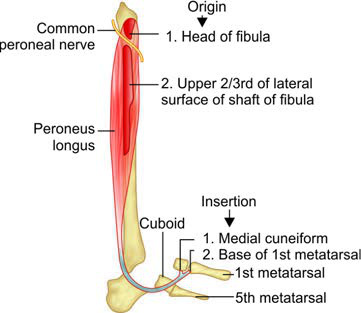 Origin
Common
peroneal nerve
1. Head of fibula
2. Upper 2/3rd of lateral
surface of shaft of fibula
Peroneus
longus
Insertion
Cuboid
1. Medial cuneiform
2. Base of 1st metatarsal
1st metatarsal
5th metatarsal